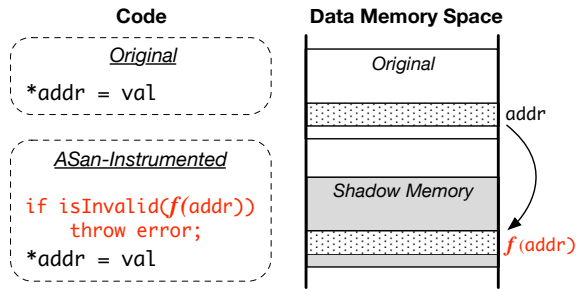 Code
Original
*addr = val
ASan-Instrumented
if isInvalid(f(addr))
throw error;
*addr = val
Data Memory Space
Original
addr
Shadow Memory
f(addr)